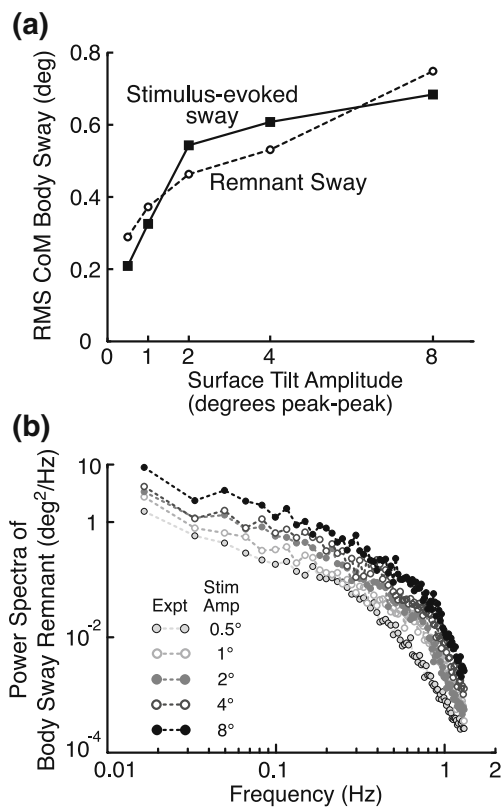 (a)
0.8
0.6
0.4
0.2
0
RMS CoM Body Sway (deg)
Stimulus-evoked
sway
Remnant Sway
0 1 2 4 8
Surface Tilt Amplitude
(degrees peak-peak)
(b)
10
1
10-2
10-4
Power Spectra of
Body Sway Remnant (deg2/Hz)
Expt Stim
Amp
0.5°
1°
2°
4°
8°
0.01 0.1 1 2
Frequency (Hz)